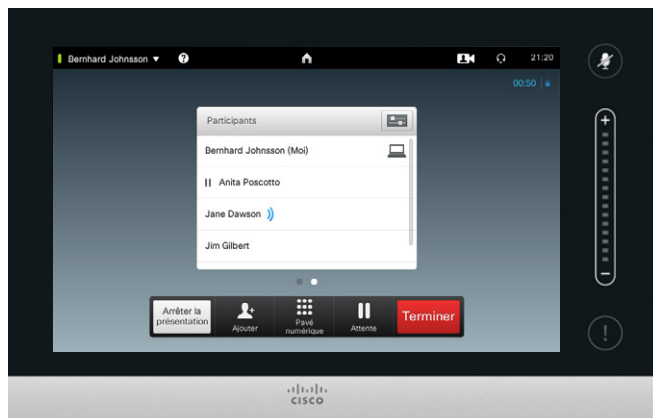 Bernhard Johnsson
?
21:20
00:50
Participants
Bernhard Johnsson (Moi)
Anita Poscotto
Jane Dawson
Jim Gilbert
Arrêter la
présentation
Ajouter
Pavé
numérique
Attente
Terminer
+
-
!
CISCO